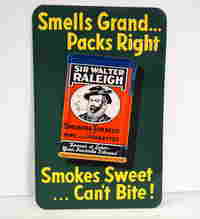 Smells Grand...
Packs Right
SIR WALTER
RALEIGH
SMOKING TOBACCO
PIPE AND CIGARETTES
Smokes Sweet
... Can't Bite!